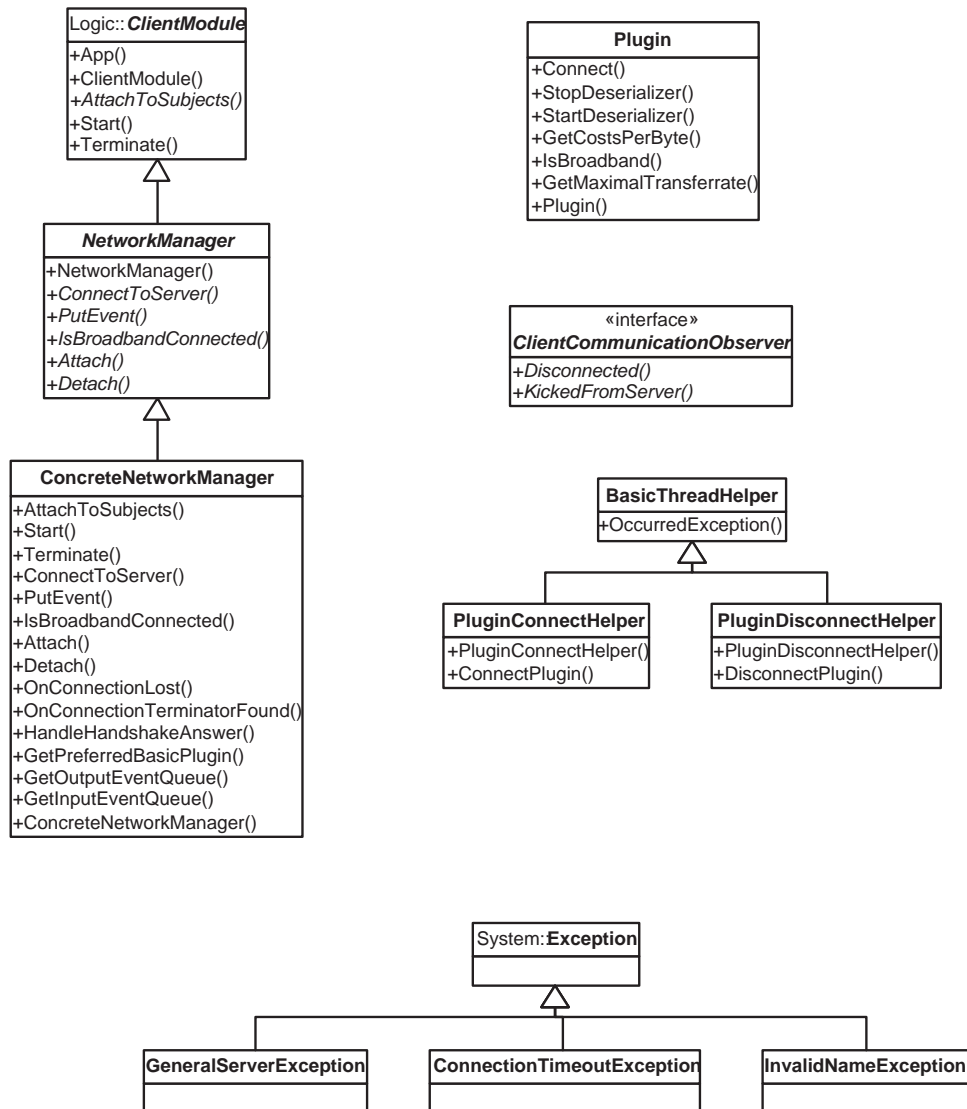 Logic::ClientModule
+App()
+ClientModule()
+AttachToSubjects()
+Start()
+Terminate()
Plugin
+Connect()
+StopDeserializer()
+StartDeserializer()
+GetCostsPerByte()
+IsBroadband()
+GetMaximalTransferrate()
+Plugin()
NetworkManager
+NetworkManager()
+ConnectToServer()
+PutEvent()
+IsBroadbandConnected()
+Attach()
+Detach()
«interface»
ClientCommunicationObserver
+Disconnected()
+KickedFromServer()
ConcreteNetworkManager
+AttachToSubjects()
+Start()
+Terminate()
+ConnectToServer()
+PutEvent()
+IsBroadbandConnected()
+Attach()
+Detach()
+OnConnectionLost()
+OnConnectionTerminatorFound()
+HandleHandshakeAnswer()
+GetPreferredBasicPlugin()
+GetOutputEventQueue()
+GetInputEventQueue()
+ConcreteNetworkManager()
BasicThreadHelper
+OccurredException()
PluginConnectHelper
+PluginConnectHelper()
+ConnectPlugin()
PluginDisconnectHelper
+PluginDisconnectHelper()
+DisconnectPlugin()
System::Exception
GeneralServerException
ConnectionTimeoutException
InvalidNameException